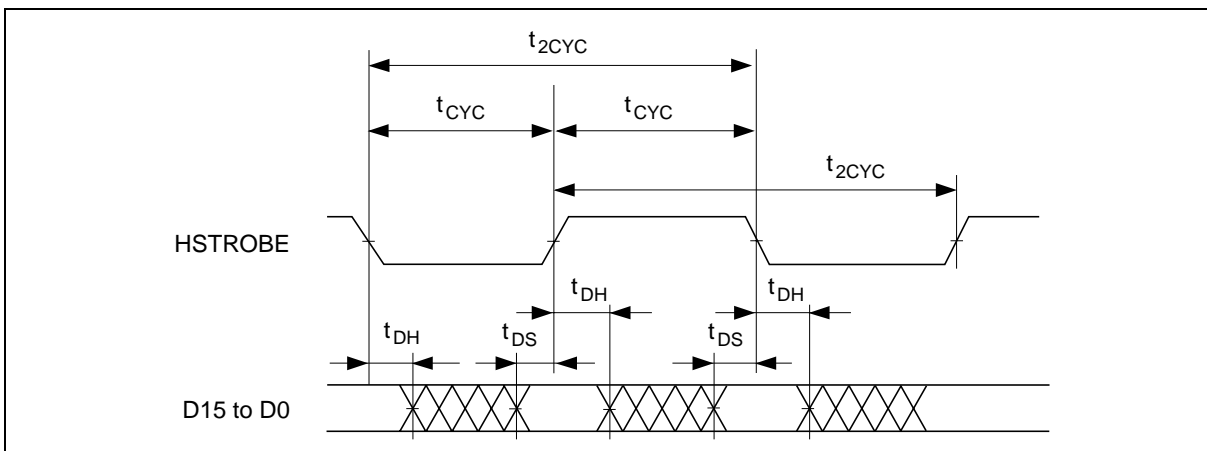 t2CYC
tCYC tCYC
t2CYC
HSTROBE
tDH tDH
tDH tDS tDS
D15 to D0